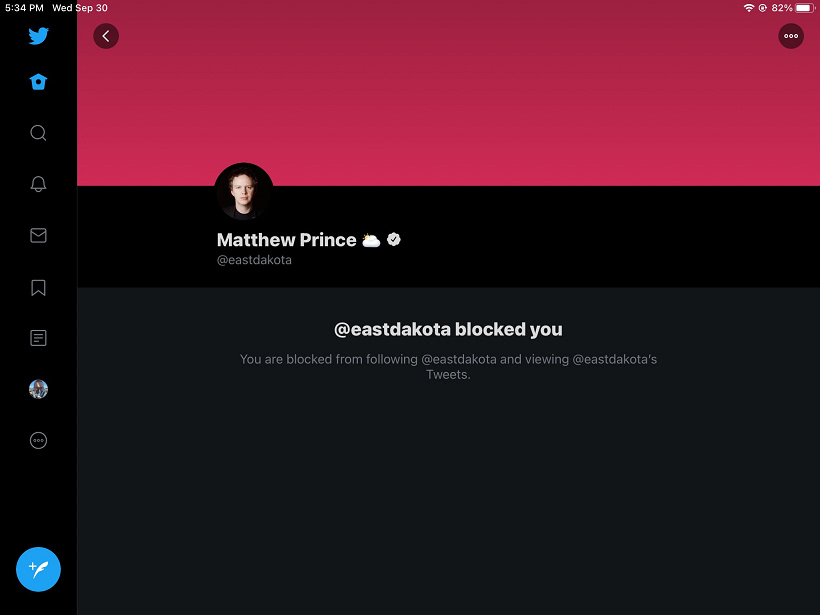 5:34 PM Wed Sep 30
82%
Matthew Prince 🌥️
@eastdakota
@eastdakota blocked you
You are blocked from following @eastdakota and viewing @eastdakota's
Tweets.